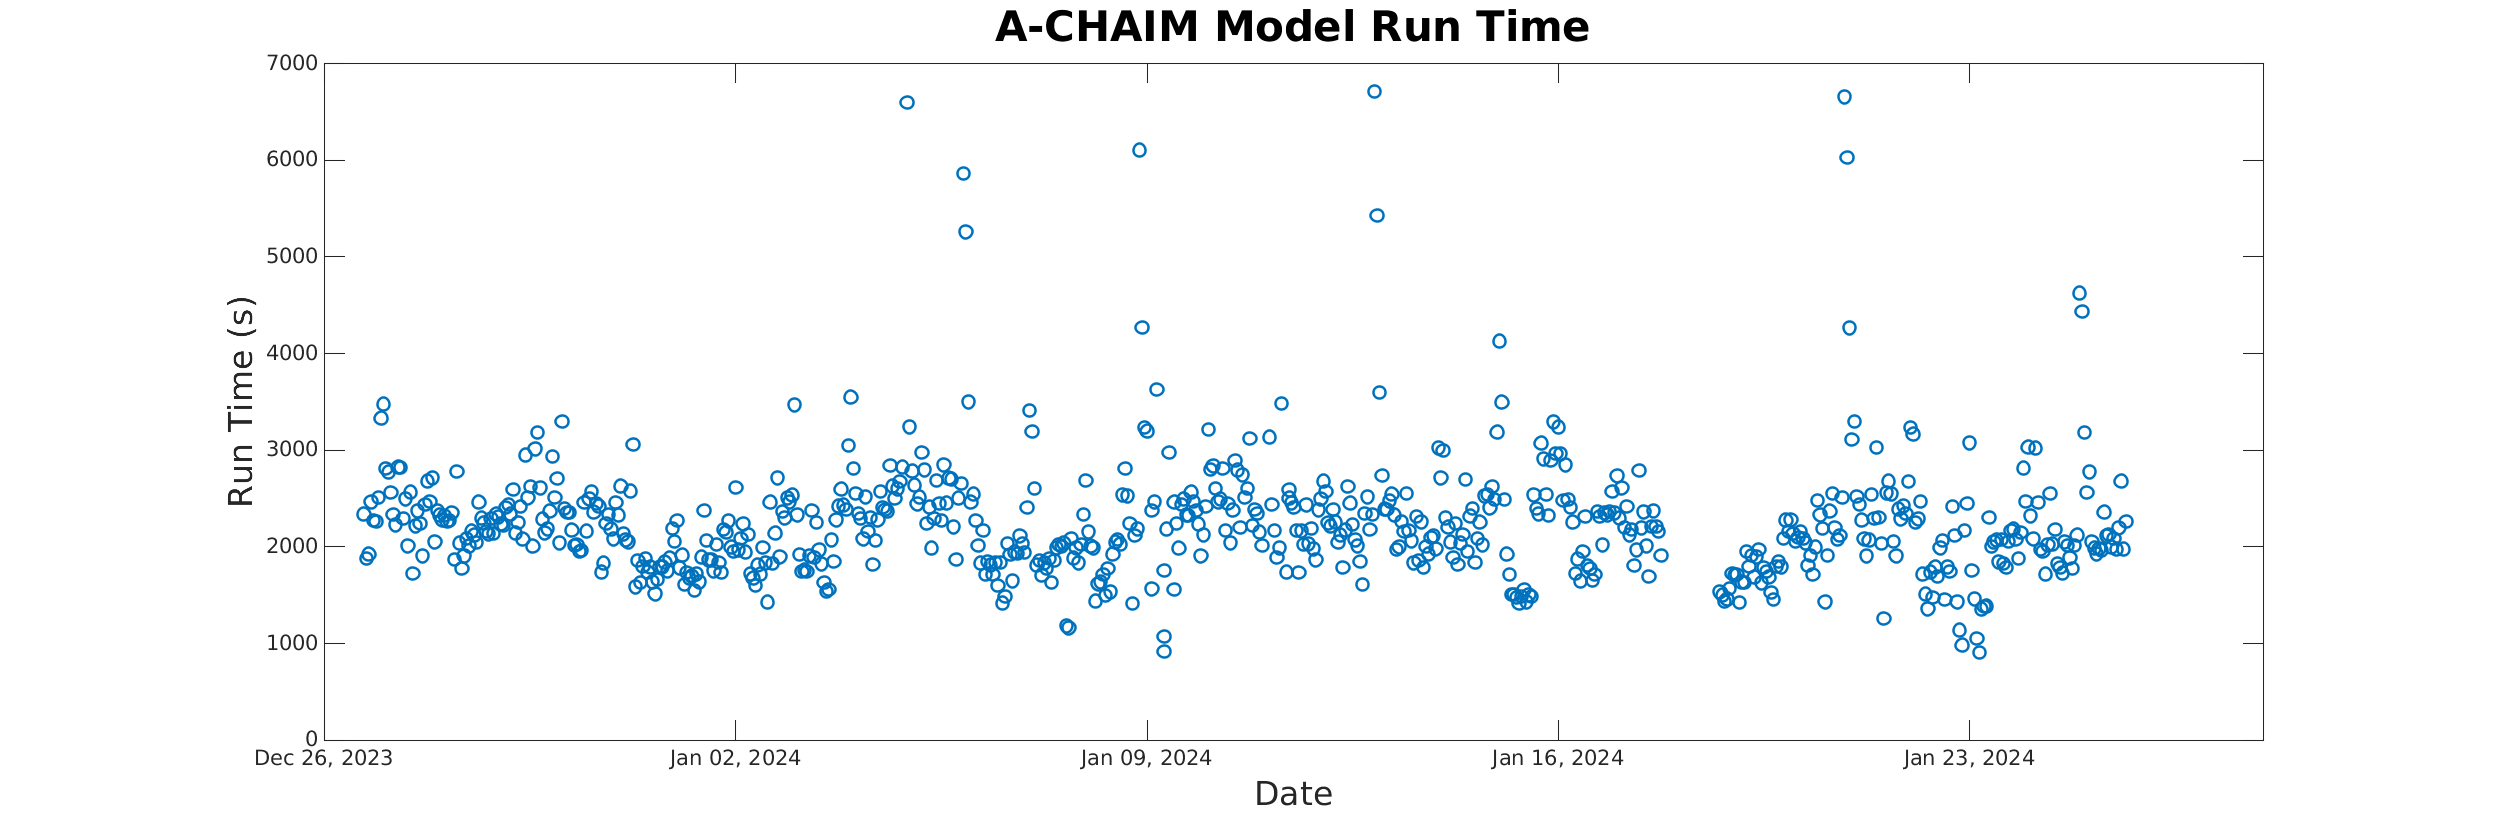 A-CHAIM Model Run Time
7000
6000
5000
4000
3000
2000
1000
0
Run Time (s)
Dec 26, 2023
Jan 02, 2024
Jan 09, 2024
Jan 16, 2024
Jan 23, 2024
Date